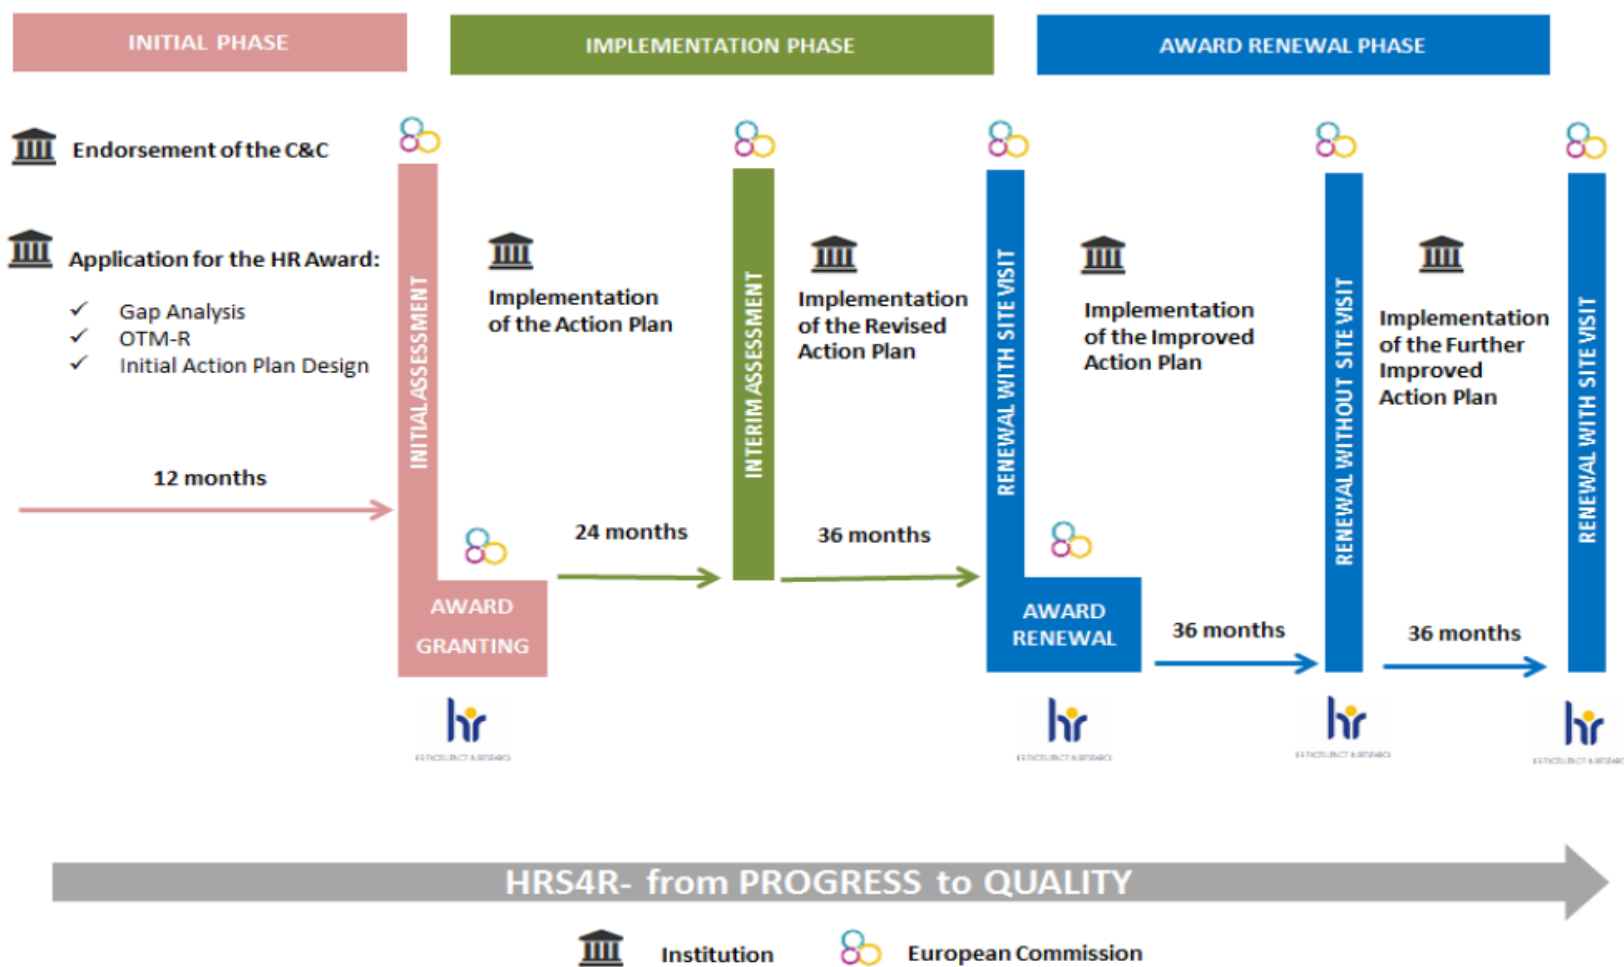 INITIAL PHASE
IMPLEMENTATION PHASE
AWARD RENEWAL PHASE
Endorsement of the C&C
Application for the HR Award:
✓ Gap Analysis
✓ OTM-R
✓ Initial Action Plan Design
12 months
INITIAL ASSESSMENT
AWARD
GRANTING
hr
Implementation
of the Action Plan
24 months
INTERIM ASSESSMENT
Implementation
of the Revised
Action Plan
36 months
RENEWAL WITH SITE VISIT
AWARD
RENEWAL
hr
Implementation
of the Improved
Action Plan
36 months
RENEWAL WITHOUT SITE VISIT
hr
Implementation
of the Further
Improved
Action Plan
36 months
RENEWAL WITH SITE VISIT
hr
HRS4R- from PROGRESS to QUALITY
Institution
European Commission